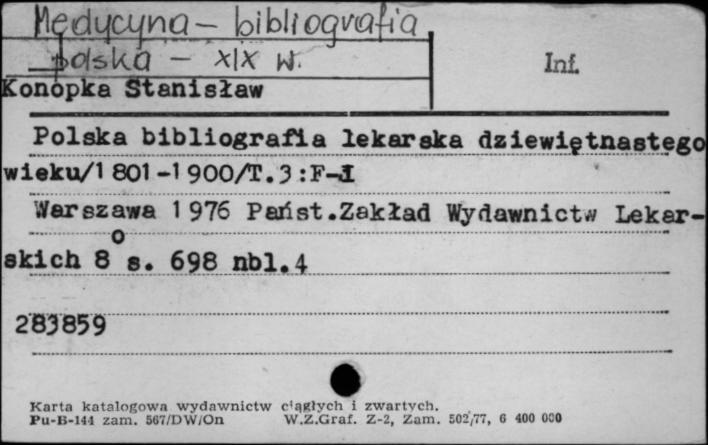 Medycyna - bibliografia
polska - XIX w.
Inf.
Konopka Stanisław
Polska bibliografia lekarska dziewiętnastego
wieku/1801-1900/T.3:F-I
Warszawa 1976 Państ.Zakład Wydawnictw Lekar-
skich 8° s. 698 nbl.4
283859
Karta katalogowa wydawnictw ciągłych i zwartych.
Pu-B-144 zam. 567/DW/On W.Z.Graf. Z-2, Zam. 502/77, 6 400 000